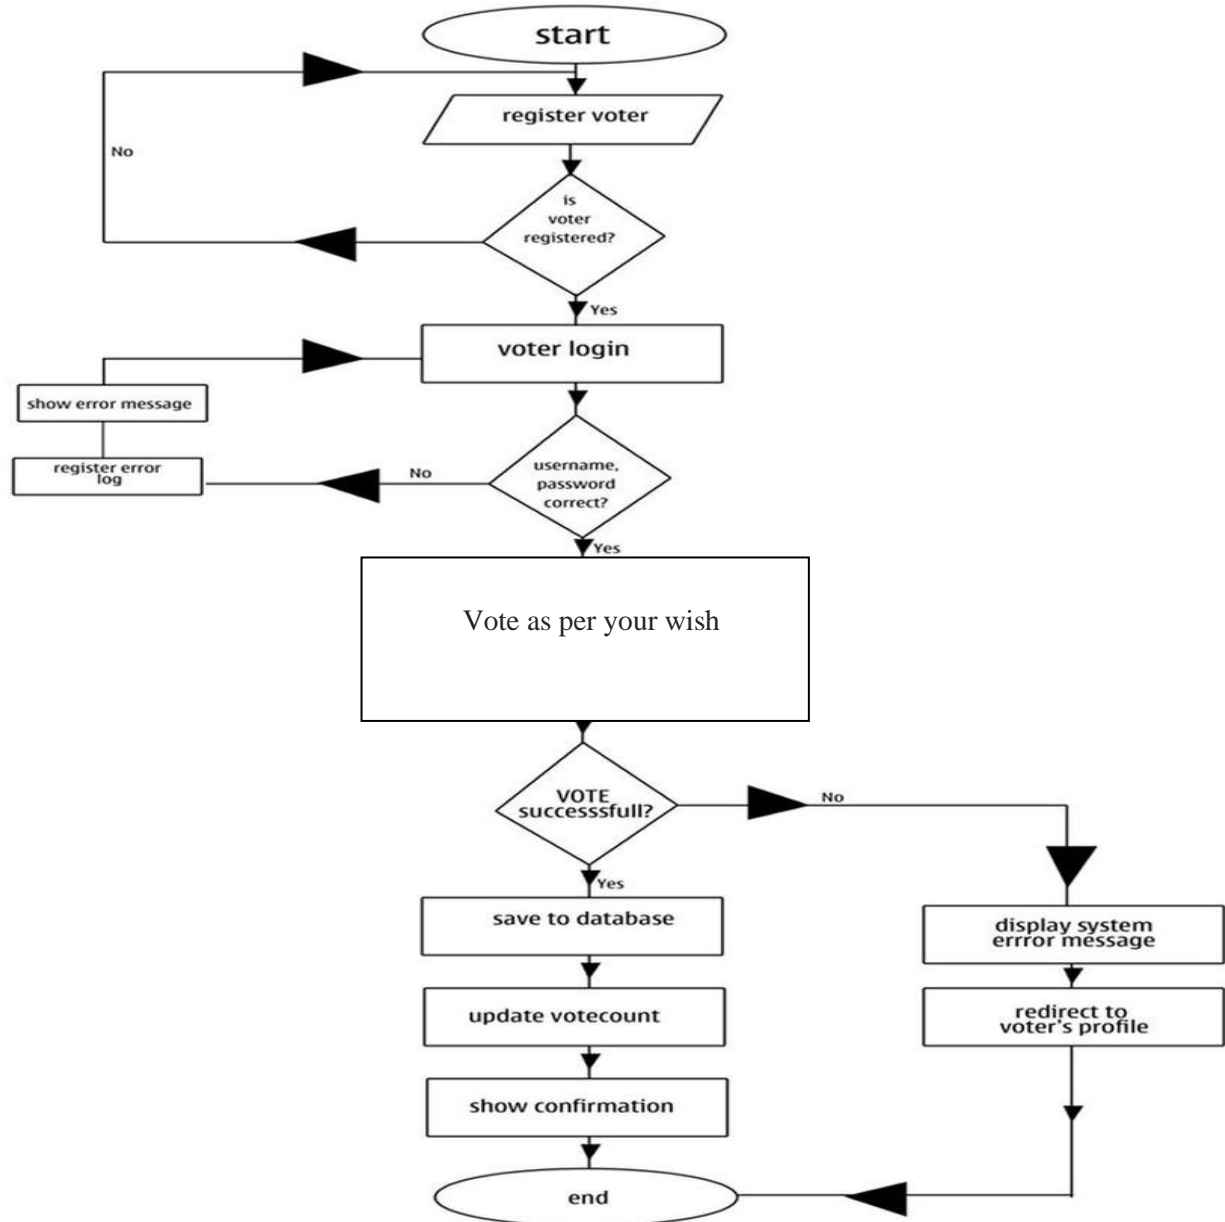 start
register voter
No
is
voter
registered?
Yes
voter login
show error message
register error
log
No
username,
password
correct?
Yes
Vote as per your wish
VOTE
successsfull?
No
Yes
save to database
display system
errror message
update votecount
redirect to
voter's profile
show confirmation
end